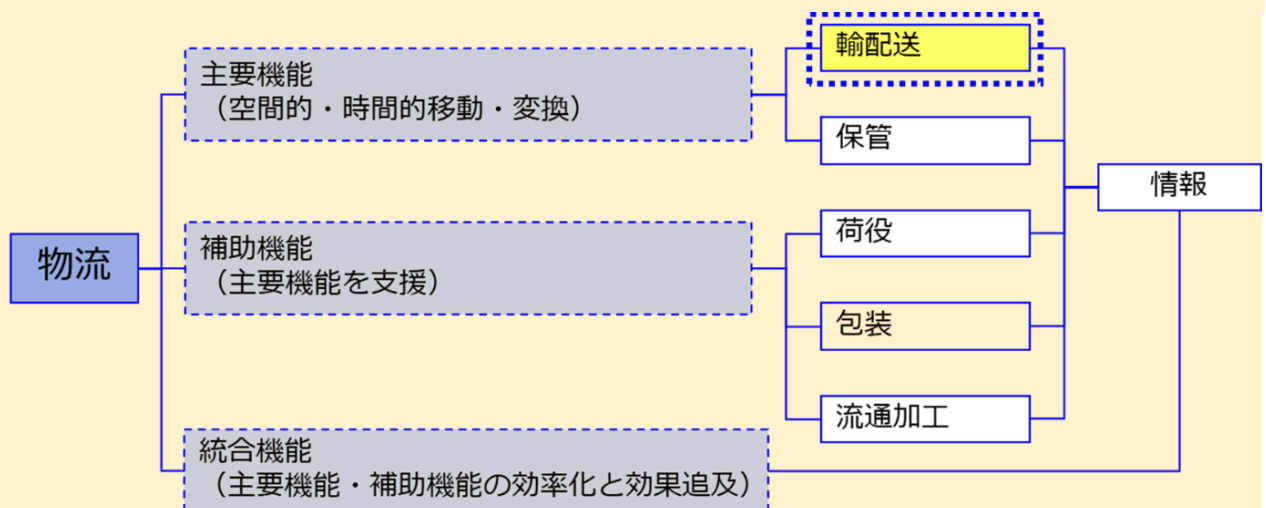 輸配送
主要機能
（空間的・時間的移動・変換）
保管
情報
荷役
補助機能
（主要機能を支援）
物流
包装
流通加工
統合機能
（主要機能・補助機能の効率化と効果追及）